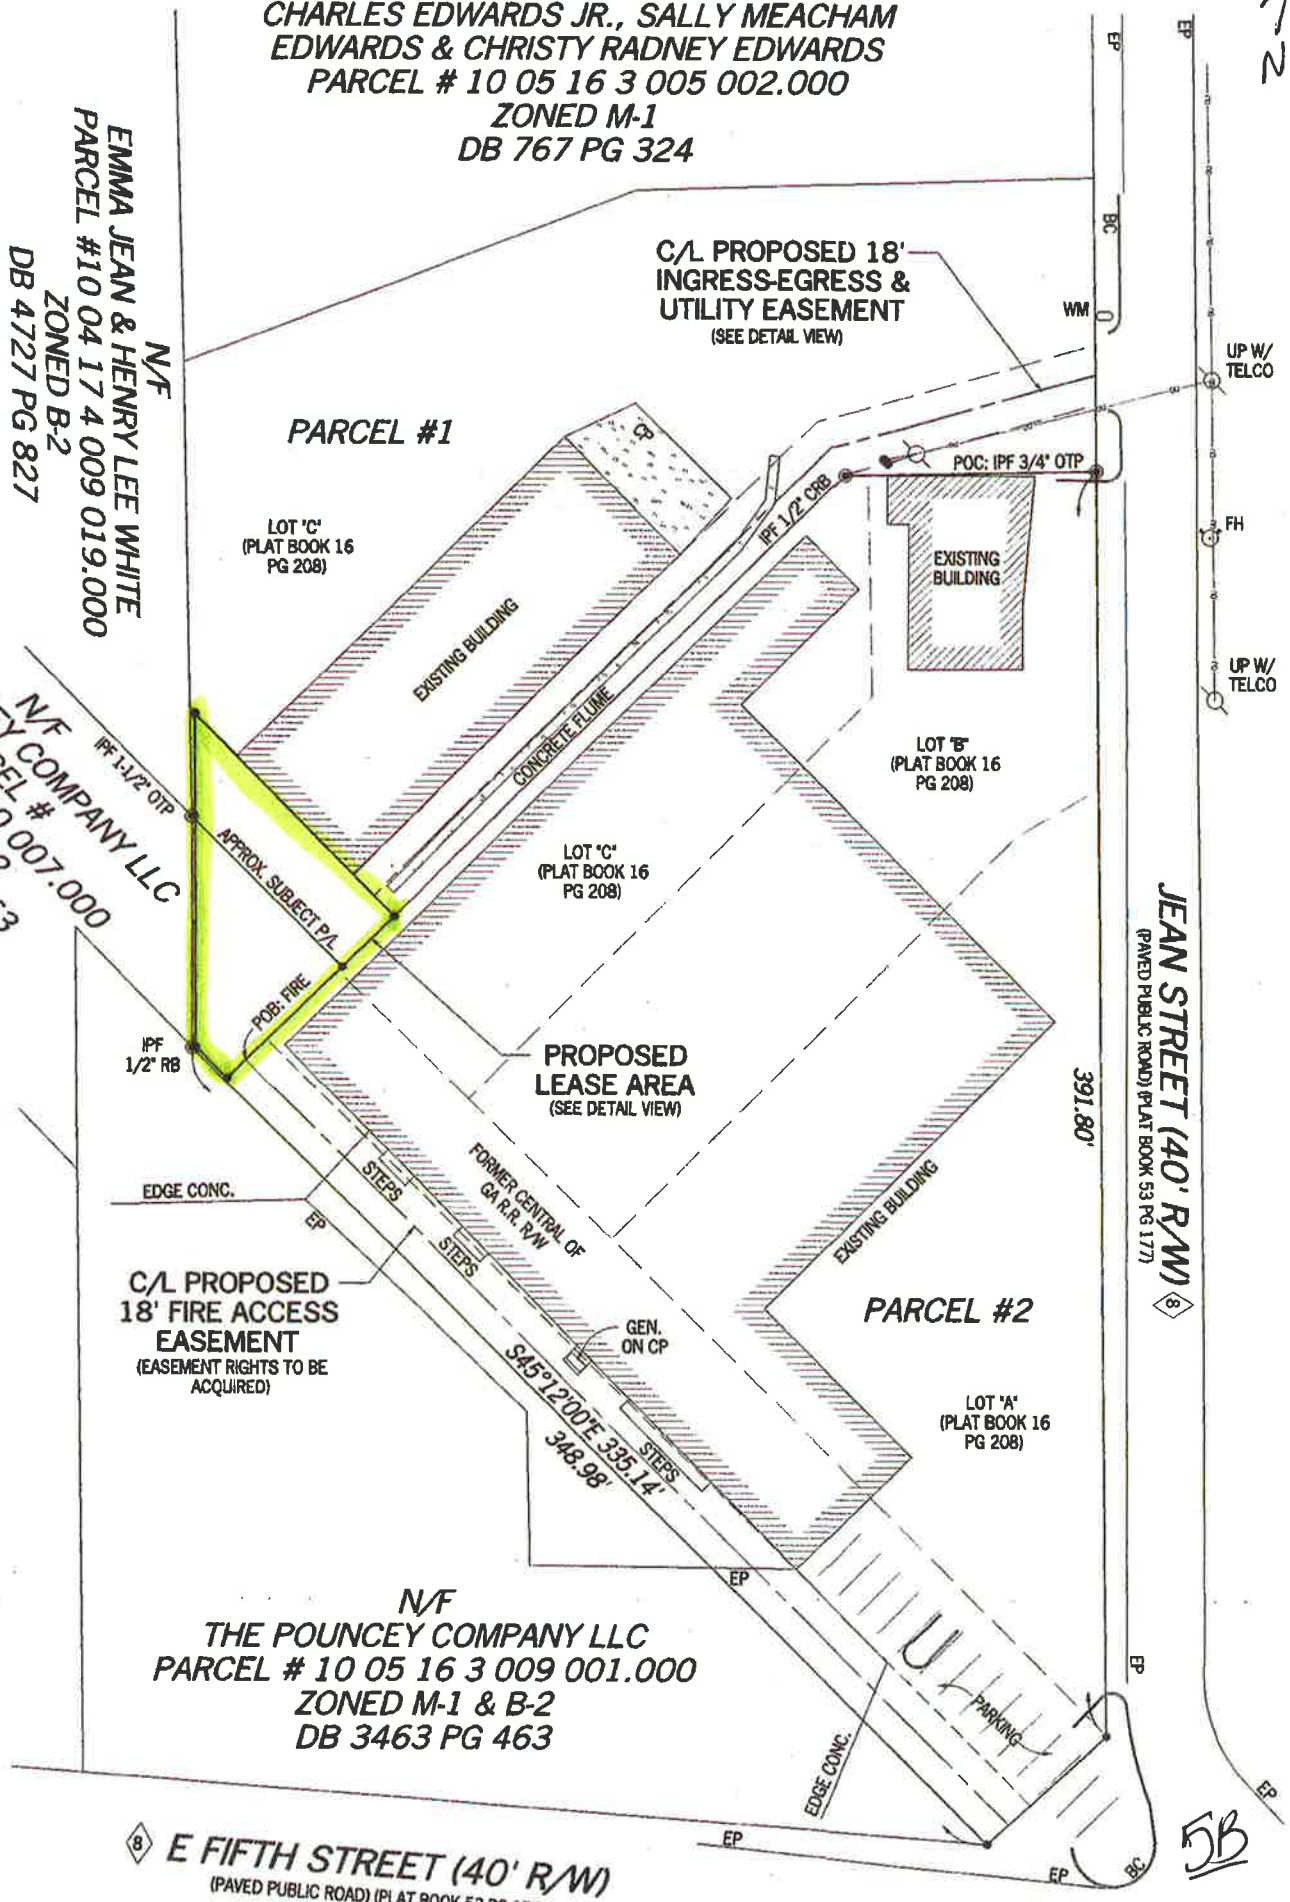 CHARLES EDWARDS JR., SALLY MEACHAM
EDWARDS & CHRISTY RADNEY EDWARDS
PARCEL # 10 05 16 3 005 002.000
ZONED M-1
DB 767 PG 324
EP
EP
N/F
EMMA JEAN & HENRY LEE WHITE
PARCEL #10 04 17 4 009 019.000
ZONED B-2
DB 4727 PG 827
C/L PROPOSED 18'
INGRESS-EGRESS &
UTILITY EASEMENT
(SEE DETAIL VIEW)
BC
WM
UP W/
TELCO
PARCEL #1
CP
POC: IPF 3/4" OTP
IPF 1/2" CRB
FH
LOT "C"
(PLAT BOOK 16
PG 208)
EXISTING
BUILDING
EXISTING BUILDING
UP W/
TELCO
CONCRETE FLUME
LOT "B"
(PLAT BOOK 16
PG 208)
N/F
COMPANY LLC
007.000
IPF 1-1/2" OTP
APPROX. SUBJECT P/L
LOT "C"
(PLAT BOOK 16
PG 208)
JEAN STREET (40' R/W) 8
(PAVED PUBLIC ROAD) (PLAT BOOK 53 PG 177)
POB: FIRE
IPF
1/2" RB
PROPOSED
LEASE AREA
(SEE DETAIL VIEW)
391.80'
EDGE CONC.
EP
STEPS
FORMER CENTRAL OF
GA R.R. R/W
STEPS
EXISTING BUILDING
C/L PROPOSED
18' FIRE ACCESS
EASEMENT
(EASEMENT RIGHTS TO BE
ACQUIRED)
GEN.
ON CP
PARCEL #2
S45°12'00"E 335.14'
348.98'
STEPS
LOT "A"
(PLAT BOOK 16
PG 208)
EP
N/F
THE POUNCEY COMPANY LLC
PARCEL # 10 05 16 3 009 001.000
ZONED M-1 & B-2
DB 3463 PG 463
EP
PARKING
EDGE CONC.
EP
EP
EP
BC
5B
8 E FIFTH STREET (40' R/W)
(PAVED PUBLIC ROAD)